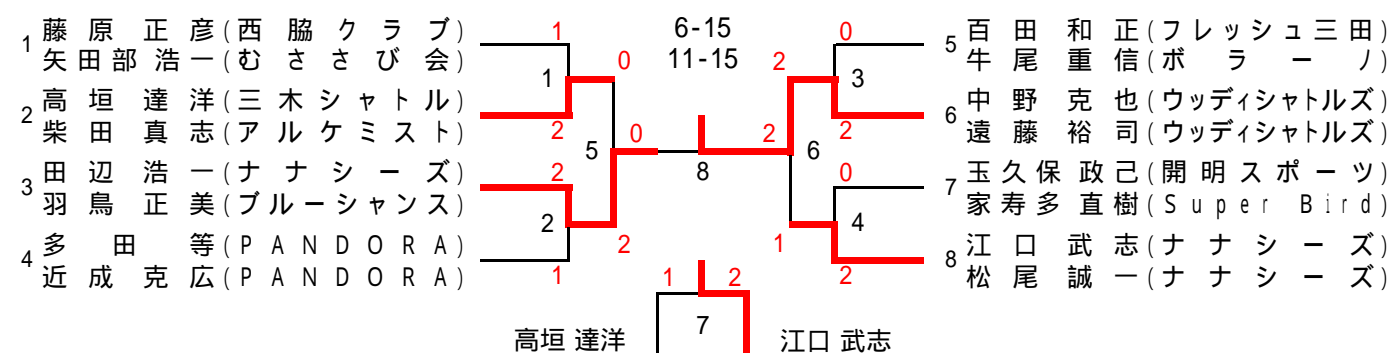 1 藤原正彦(西脇クラブ)
矢田部浩一(むささび会)
2 高垣達洋(三木シャトル)
柴田真志(アルケミスト)
3 田辺浩一(ナナシーズ)
羽鳥正美(ブルーシャンス)
4 多田等(PANDORA)
近成克広(PANDORA)
1
2
2
1
1
2
0
2
5
0
6-15
11-15
8
2
2
1
6
3
4
0
2
0
2
5 百田和正(フレッシュ三田)
牛尾重信(ボラーノ)
6 中野克也(ウッディシャトルズ)
遠藤裕司(ウッディシャトルズ)
7 玉久保政己(開明スポーツ)
家寿多直樹(Super Bird)
8 江口武志(ナナシーズ)
松尾誠一(ナナシーズ)
1 2
7
高垣 達洋
江口 武志